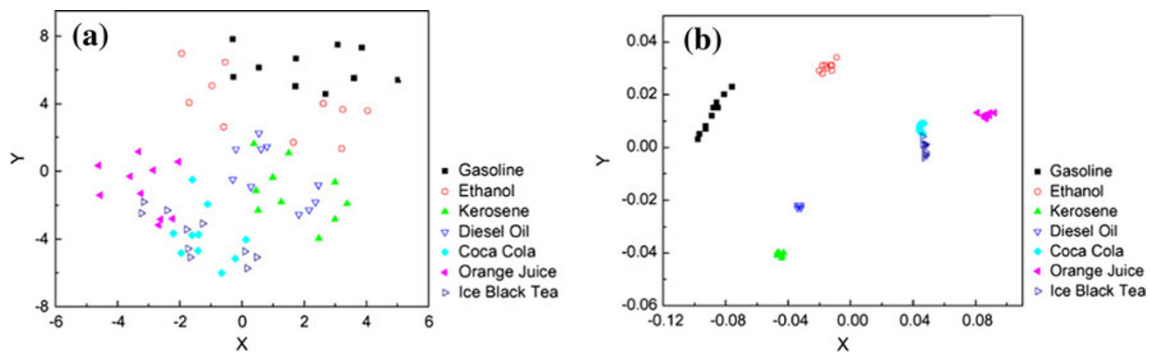 (a)
8
4
0
-4
-8
Y
-6
-4
-2
0
2
4
6
X
Gasoline
Ethanol
Kerosene
Diesel Oil
Coca Cola
Orange Juice
Ice Black Tea
(b)
0.04
0.02
0.00
-0.02
-0.04
-0.06
Y
-0.12
-0.08
-0.04
0.00
0.04
0.08
X
Gasoline
Ethanol
Kerosene
Diesel Oil
Coca Cola
Orange Juice
Ice Black Tea